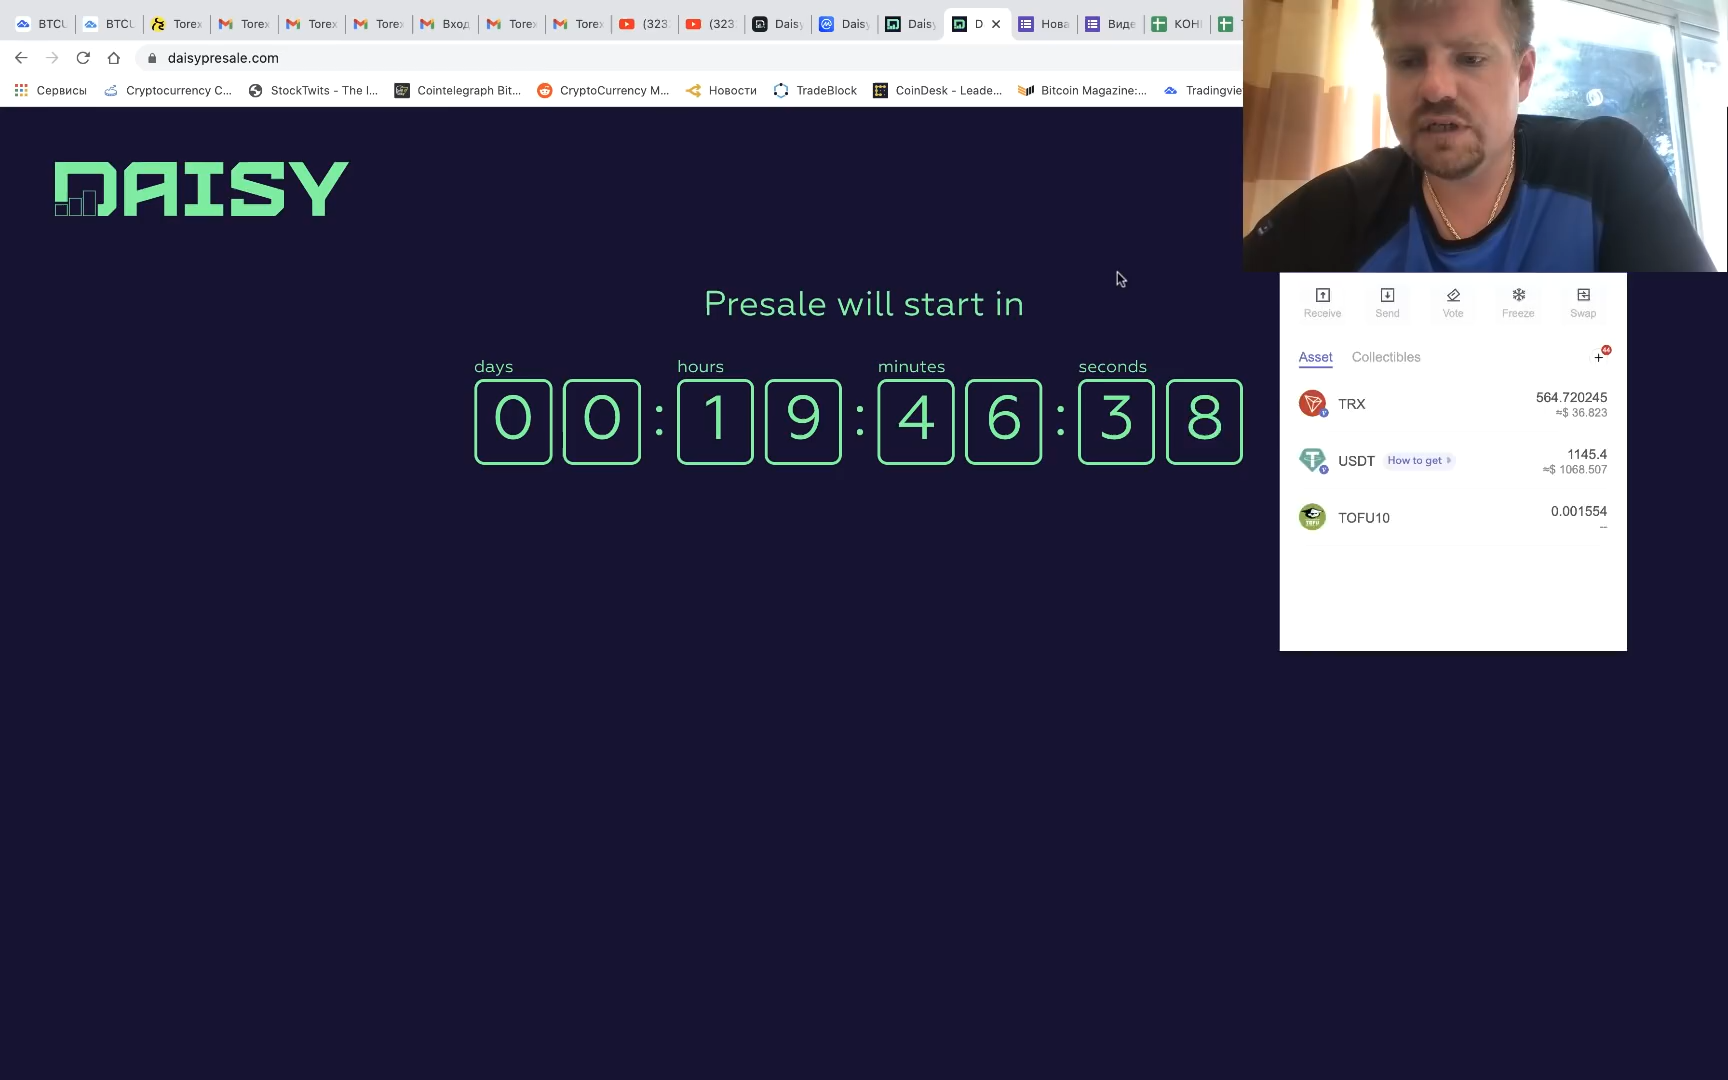 BTCU BTCU Torex Torex Torex Torex Вход Torex Torex (323 (323 Daisy Daisy Daisy D Нова Виде КОН
daisypresale.com
Сервисы Cryptocurrency C... StockTwits - The I... Cointelegraph Bit... CryptoCurrency M... Новости TradeBlock CoinDesk - Leade... Bitcoin Magazine:... Tradingvie
DAISY
Presale will start in
days hours minutes seconds
0 0 : 1 9 : 4 6 : 3 8
Receive Send Vote Freeze Swap
Asset Collectibles + 44
TRX 564.720245
≈$ 36.823
USDT How to get 1145.4
≈$ 1068.507
TOFU10 0.001554
--